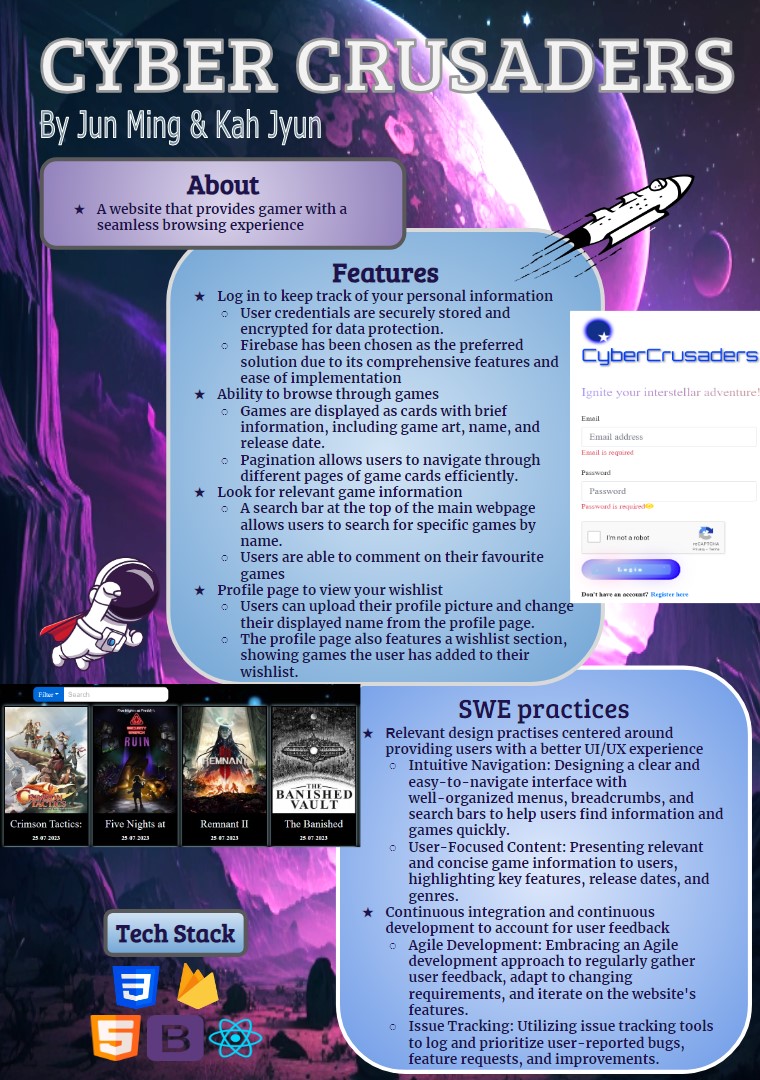 CYBER CRUSADERS
By Jun Ming & Kah Jyun
About
★ A website that provides gamer with a
seamless browsing experience
Features
★ Log in to keep track of your personal information
○ User credentials are securely stored and
encrypted for data protection.
○ Firebase has been chosen as the preferred
solution due to its comprehensive features and
ease of implementation
★ Ability to browse through games
○ Games are displayed as cards with brief
information, including game art, name, and
release date.
○ Pagination allows users to navigate through
different pages of game cards efficiently.
★ Look for relevant game information
○ A search bar at the top of the main webpage
allows users to search for specific games by
name.
○ Users are able to comment on their favourite
games
★ Profile page to view your wishlist
○ Users can upload their profile picture and change
their displayed name from the profile page.
○ The profile page also features a wishlist section,
showing games the user has added to their
wishlist.
CyberCrusaders
Ignite your interstellar adventure!
Email
Email address
Email is required
Password
Password
Password is required
I'm not a robot
reCAPTCHA
Privacy - Terms
Login
Don't have an account? Register here
Filter
Search
RUIN
REMNANT
THE
BANISHED
VAULT
TACTICS
Crimson Tactics:
25-07-2023
Five Nights at
25-07-2023
Remnant II
25-07-2023
The Banished
25-07-2023
SWE practices
★ Relevant design practises centered around
providing users with a better UI/UX experience
○ Intuitive Navigation: Designing a clear and
easy-to-navigate interface with
well-organized menus, breadcrumbs, and
search bars to help users find information and
games quickly.
○ User-Focused Content: Presenting relevant
and concise game information to users,
highlighting key features, release dates, and
genres.
★ Continuous integration and continuous
development to account for user feedback
○ Agile Development: Embracing an Agile
development approach to regularly gather
user feedback, adapt to changing
requirements, and iterate on the website's
features.
○ Issue Tracking: Utilizing issue tracking tools
to log and prioritize user-reported bugs,
feature requests, and improvements.
Tech Stack
3
5
B